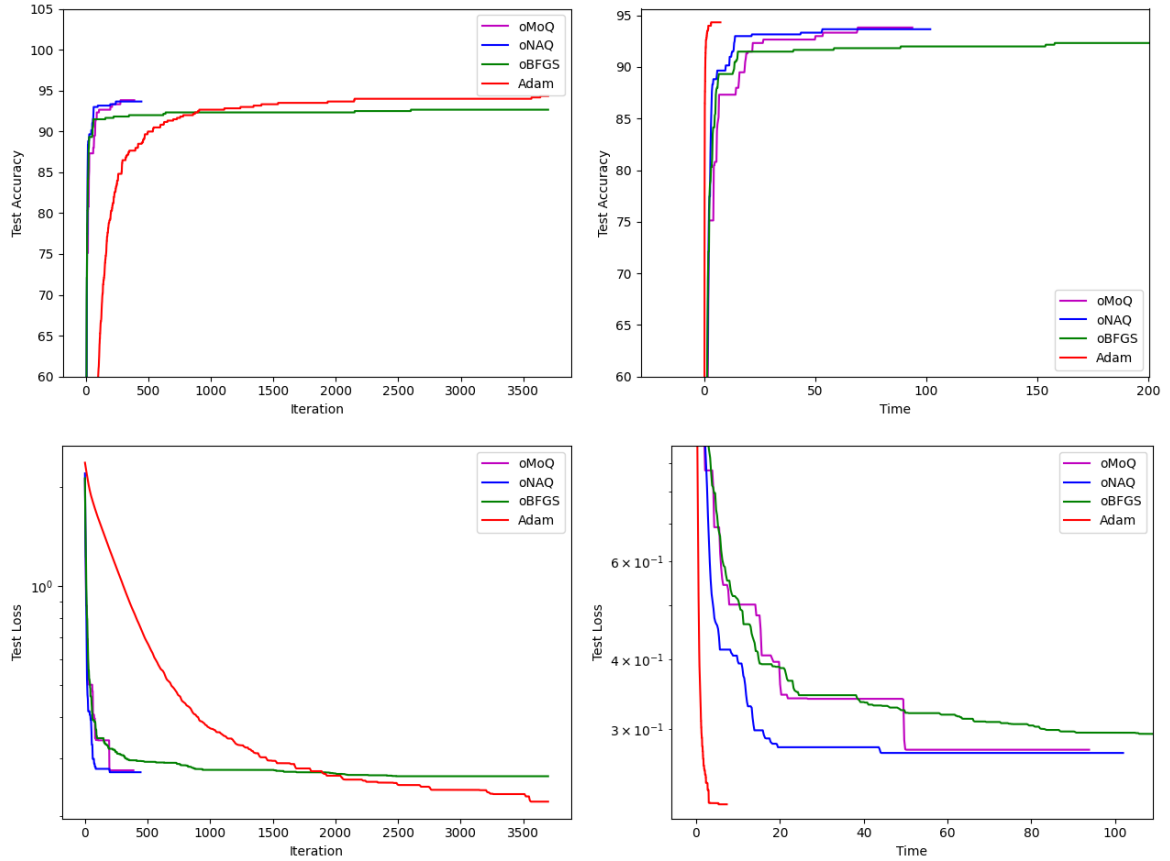 105
100
95
90
85
80
75
70
65
60
Test Accuracy
0 500 1000 1500 2000 2500 3000 3500
Iteration
oMoQ
oNAQ
oBFGS
Adam
95
90
85
80
75
70
65
60
Test Accuracy
0 50 100 150 200
Time
oMoQ
oNAQ
oBFGS
Adam
10⁰
Test Loss
0 500 1000 1500 2000 2500 3000 3500
Iteration
oMoQ
oNAQ
oBFGS
Adam
6 × 10⁻¹
4 × 10⁻¹
3 × 10⁻¹
Test Loss
0 20 40 60 80 100
Time
oMoQ
oNAQ
oBFGS
Adam